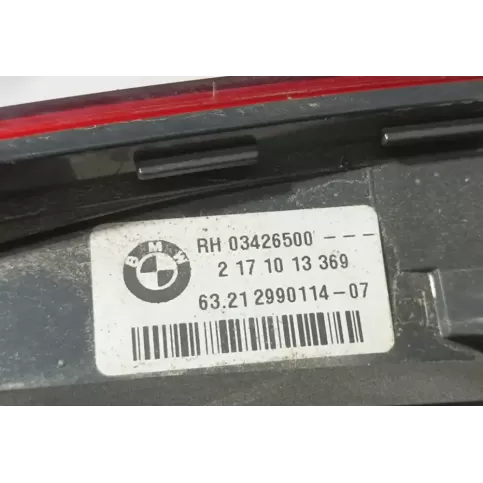 BMW
RH 03426500 ---
2 17 10 13 369
63.21 2990114-07